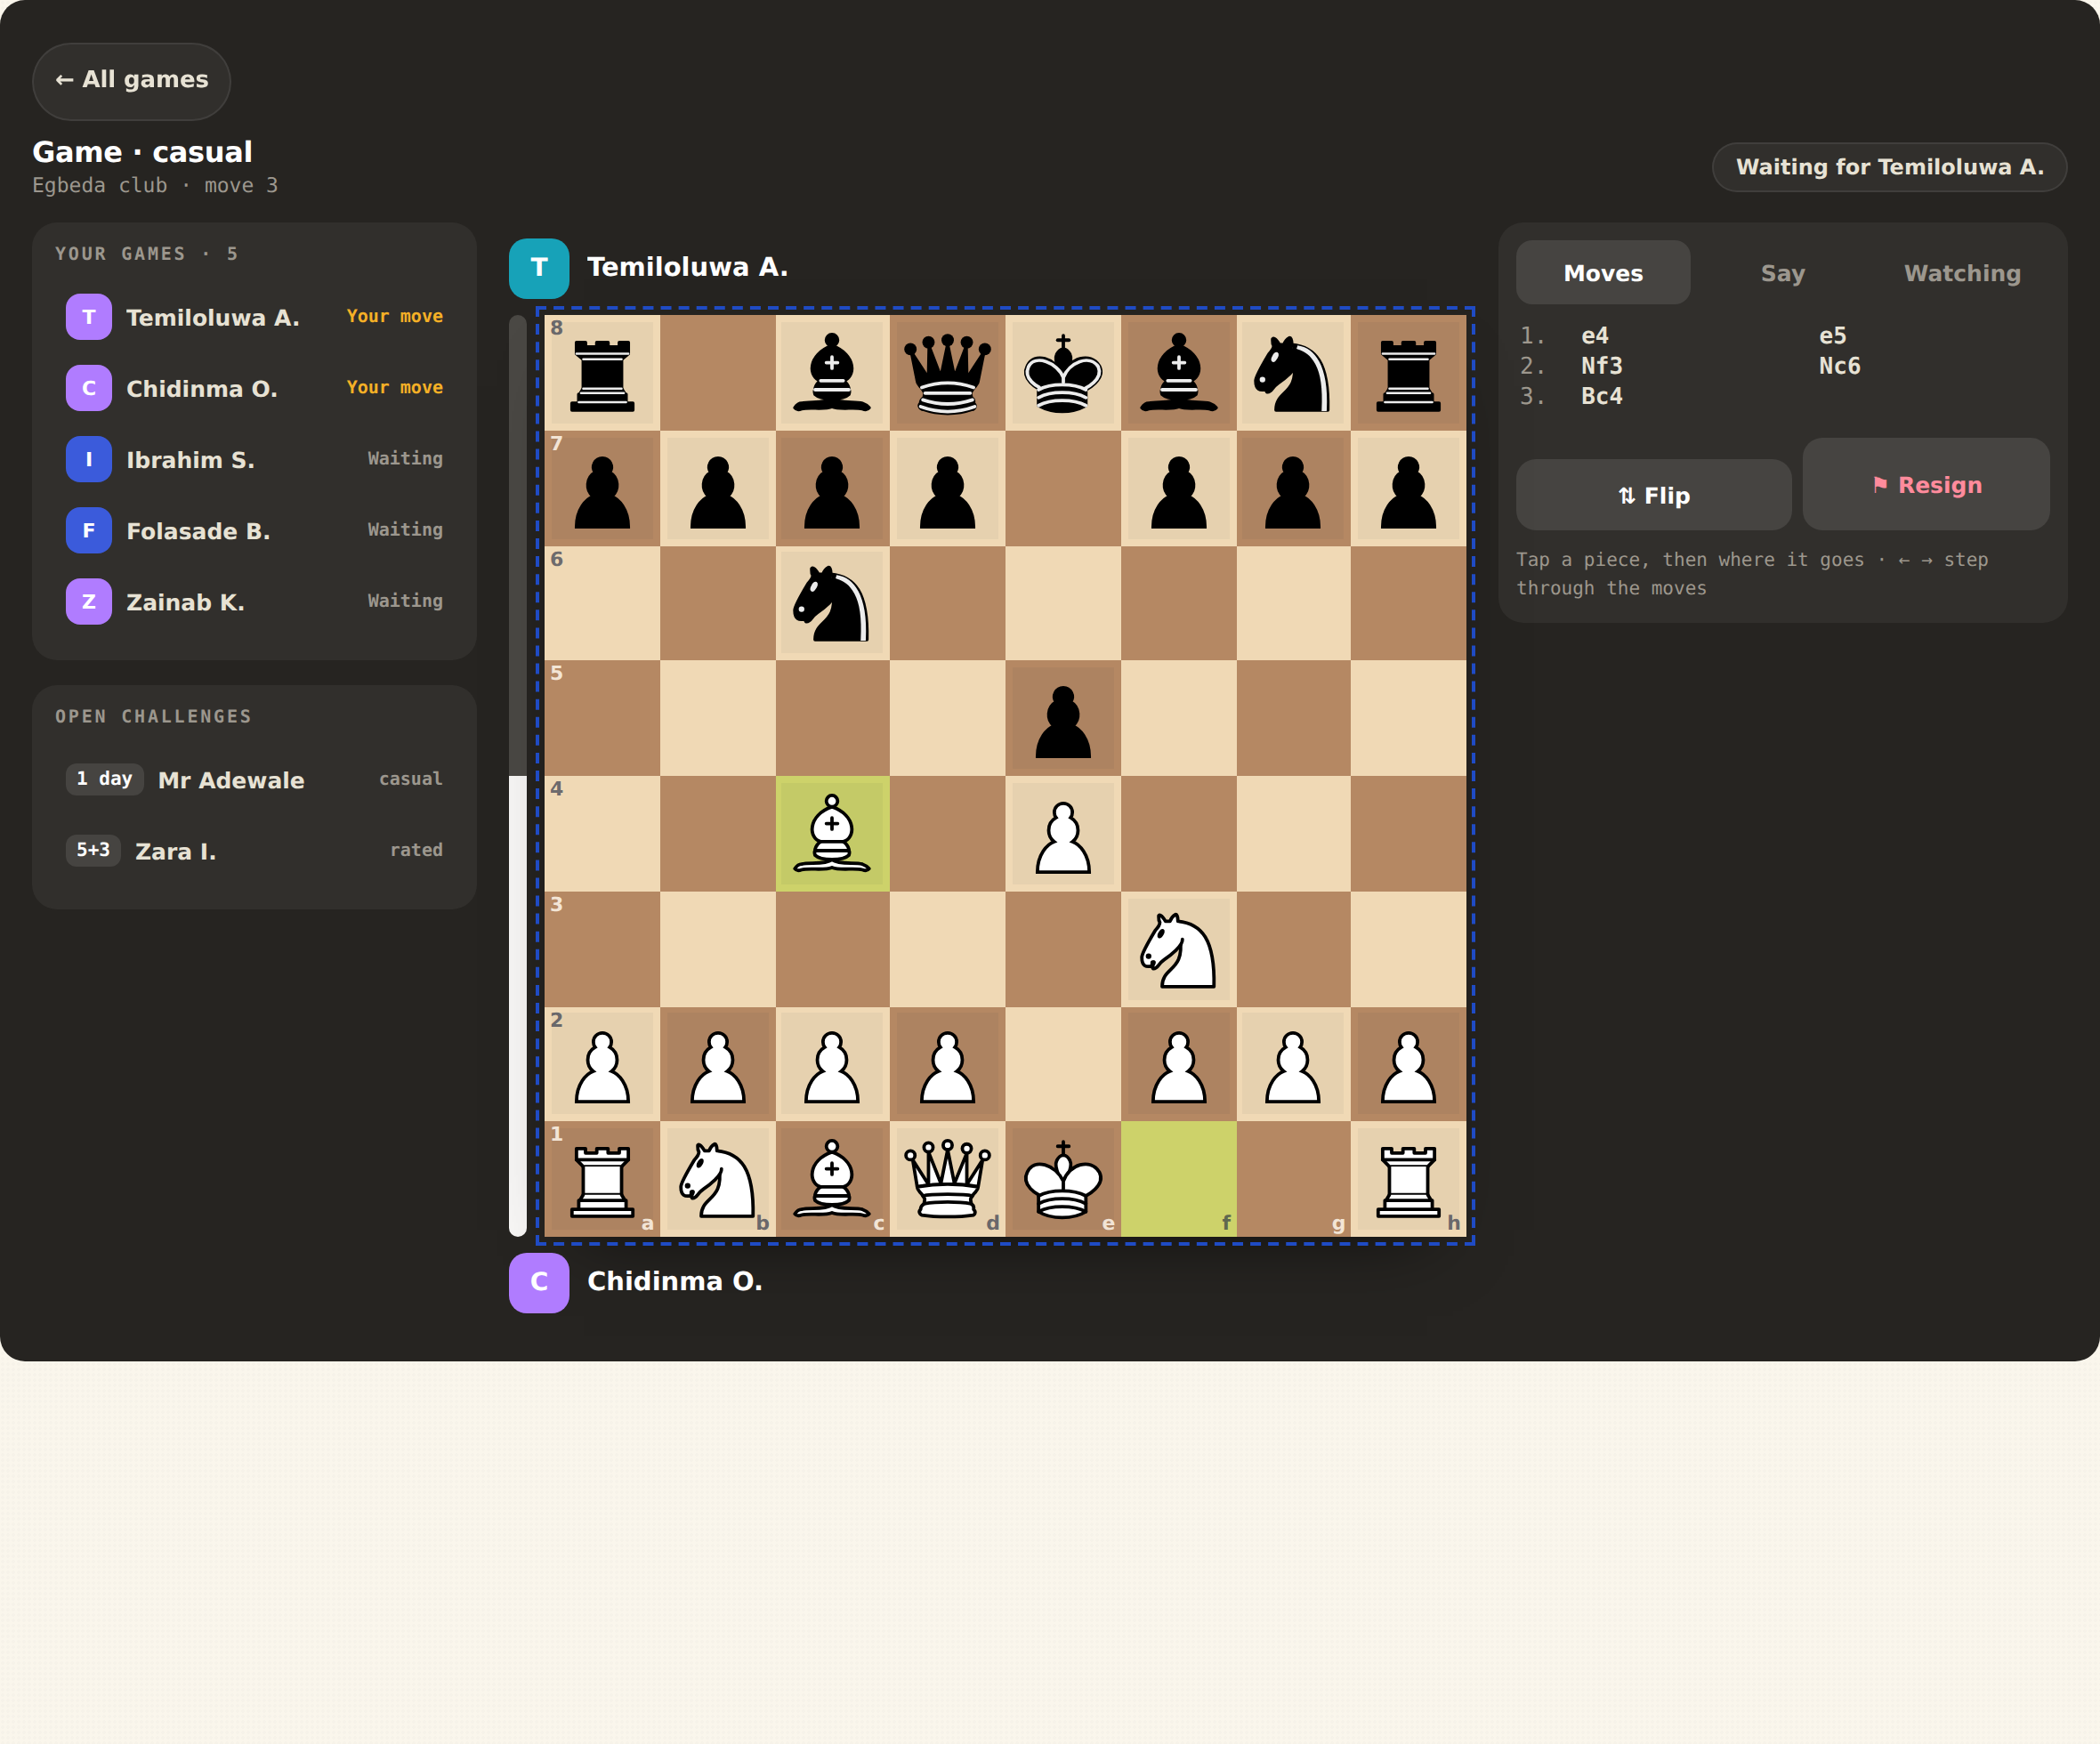 ← All games
Game · casual
Egbeda club · move 3
Waiting for Temiloluwa A.
YOUR GAMES · 5
T Temiloluwa A. Your move
C Chidinma O. Your move
I Ibrahim S. Waiting
F Folasade B. Waiting
Z Zainab K. Waiting
OPEN CHALLENGES
1 day Mr Adewale casual
5+3 Zara I. rated
T Temiloluwa A.
8
7
6
5
4
3
2
1
a b c d e f g h
C Chidinma O.
Moves Say Watching
1. e4 e5
2. Nf3 Nc6
3. Bc4
⇅ Flip
⚑ Resign
Tap a piece, then where it goes · ← → step
through the moves